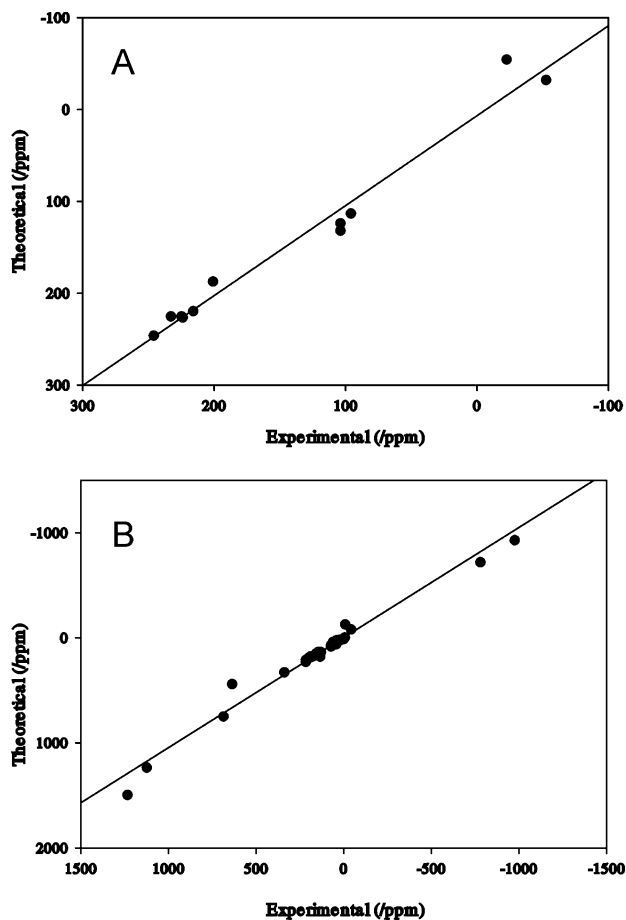 -100
A
0
100
200
300
Theoretical (/ppm)
300 200 100 0 -100
Experimental (/ppm)
B
-1000
0
1000
2000
Theoretical (/ppm)
1500 1000 500 0 -500 -1000 -1500
Experimental (/ppm)